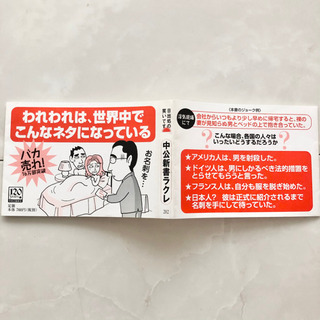 われわれは、世界中で
こんなネタになっている
バカ
売れ!
お名刺を…
中公新書ラクレ
(本書のジョーク例)
浮気現場
にて
会社からいつもより少し早めに帰宅すると、裸の
妻が見知らぬ男とベッドの上で抱き合っていた。
?こんな場合、各国の人々は?
いったいどうするだろうか
★アメリカ人は、男を射殺した。
★ドイツ人は、男にしかるべき法的措置を
とらせてもらうと言った。
★フランス人は、自分も服を脱ぎ始めた。
★日本人? 彼は正式に紹介されるまで
名刺を手にして待っていた。